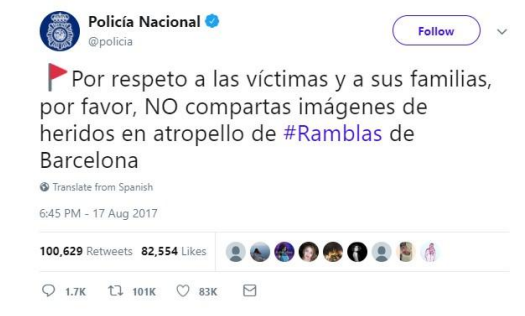 Policía Nacional
@policia
Follow
Por respeto a las víctimas y a sus familias,
por favor, NO compartas imágenes de
heridos en atropello de #Ramblas de
Barcelona
Translate from Spanish
6:45 PM - 17 Aug 2017
100,629 Retweets 82,554 Likes
1.7K 101K 83K